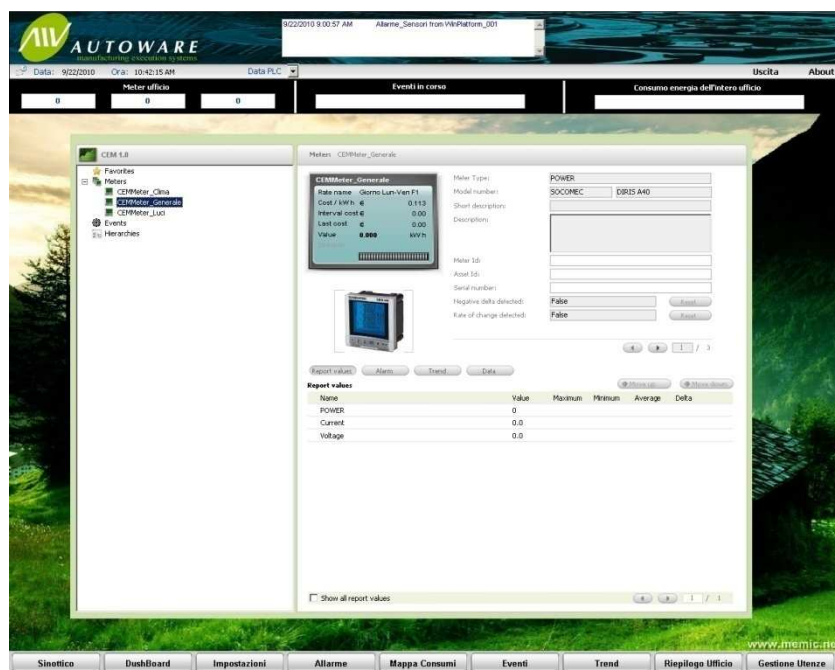 9/22/2010 9:00:57 AM Allarme_Sensori from WinPlatform_001
AUTOWARE
manufacturing execution systems
Data: 9/22/2010 Ora: 10:42:15 AM Data PLC Uscita About
Meter ufficio Eventi in corso Consumo energia dell'intero ufficio
0 0 0
CEM 1.0
Favorites
Meters
CEMMeter_Clima
CEMMeter_Generale
CEMMeter_Luci
Events
Hierarchies
Meters CEMMeter_Generale
CEMMeter_Generale
Rate name Giorno Lun-Ven F1
Cost / kW h € 0.113
Interval cost € 0.00
Last cost € 0.00
Value 0.000 kW h
Meter Type: POWER
Model number: SOCOMEC DIRIS A40
Short description:
Description:
Meter Id:
Asset Id:
Serial number:
Negative delta detected: False Reset
Rate of change detected: False Reset
1 / 3
Report values Alarm Trend Data
Report values Move up Move down
Name Value Maximum Minimum Average Delta
POWER 0
Current 0.0
Voltage 0.0
Show all report values 1 / 1
www.memic.ne
Sinottico DushBoard Impostazioni Allarme Mappa Consumi Eventi Trend Riepilogo Ufficio Gestione Utenze